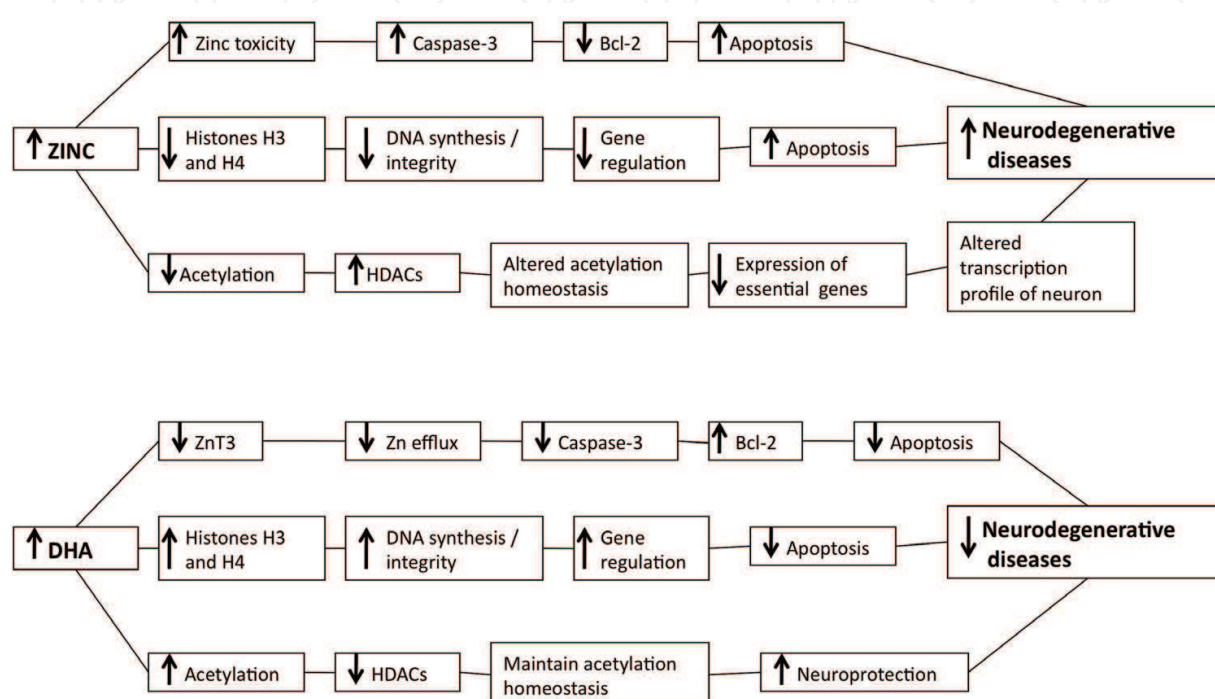 ↑ Zinc toxicity
↑ Caspase-3
↓ Bcl-2
↑ Apoptosis
↑ ZINC
↓ Histones H3
and H4
↓ DNA synthesis /
integrity
↓ Gene
regulation
↑ Apoptosis
↑ Neurodegenerative
diseases
↓ Acetylation
↑ HDACs
Altered acetylation
homeostasis
↓ Expression of
essential genes
Altered
transcription
profile of neuron
↓ ZnT3
↓ Zn efflux
↓ Caspase-3
↑ Bcl-2
↓ Apoptosis
↑ DHA
↑ Histones H3
and H4
↑ DNA synthesis /
integrity
↑ Gene
regulation
↓ Apoptosis
↓ Neurodegenerative
diseases
↑ Acetylation
↓ HDACs
Maintain acetylation
homeostasis
↑ Neuroprotection